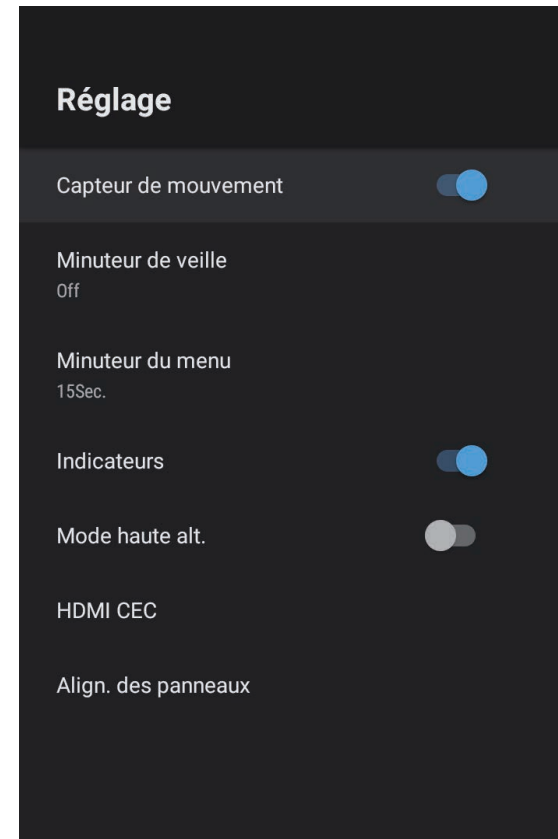 Réglage
Capteur de mouvement
Minuteur de veille
Off
Minuteur du menu
15Sec.
Indicateurs
Mode haute alt.
HDMI CEC
Align. des panneaux